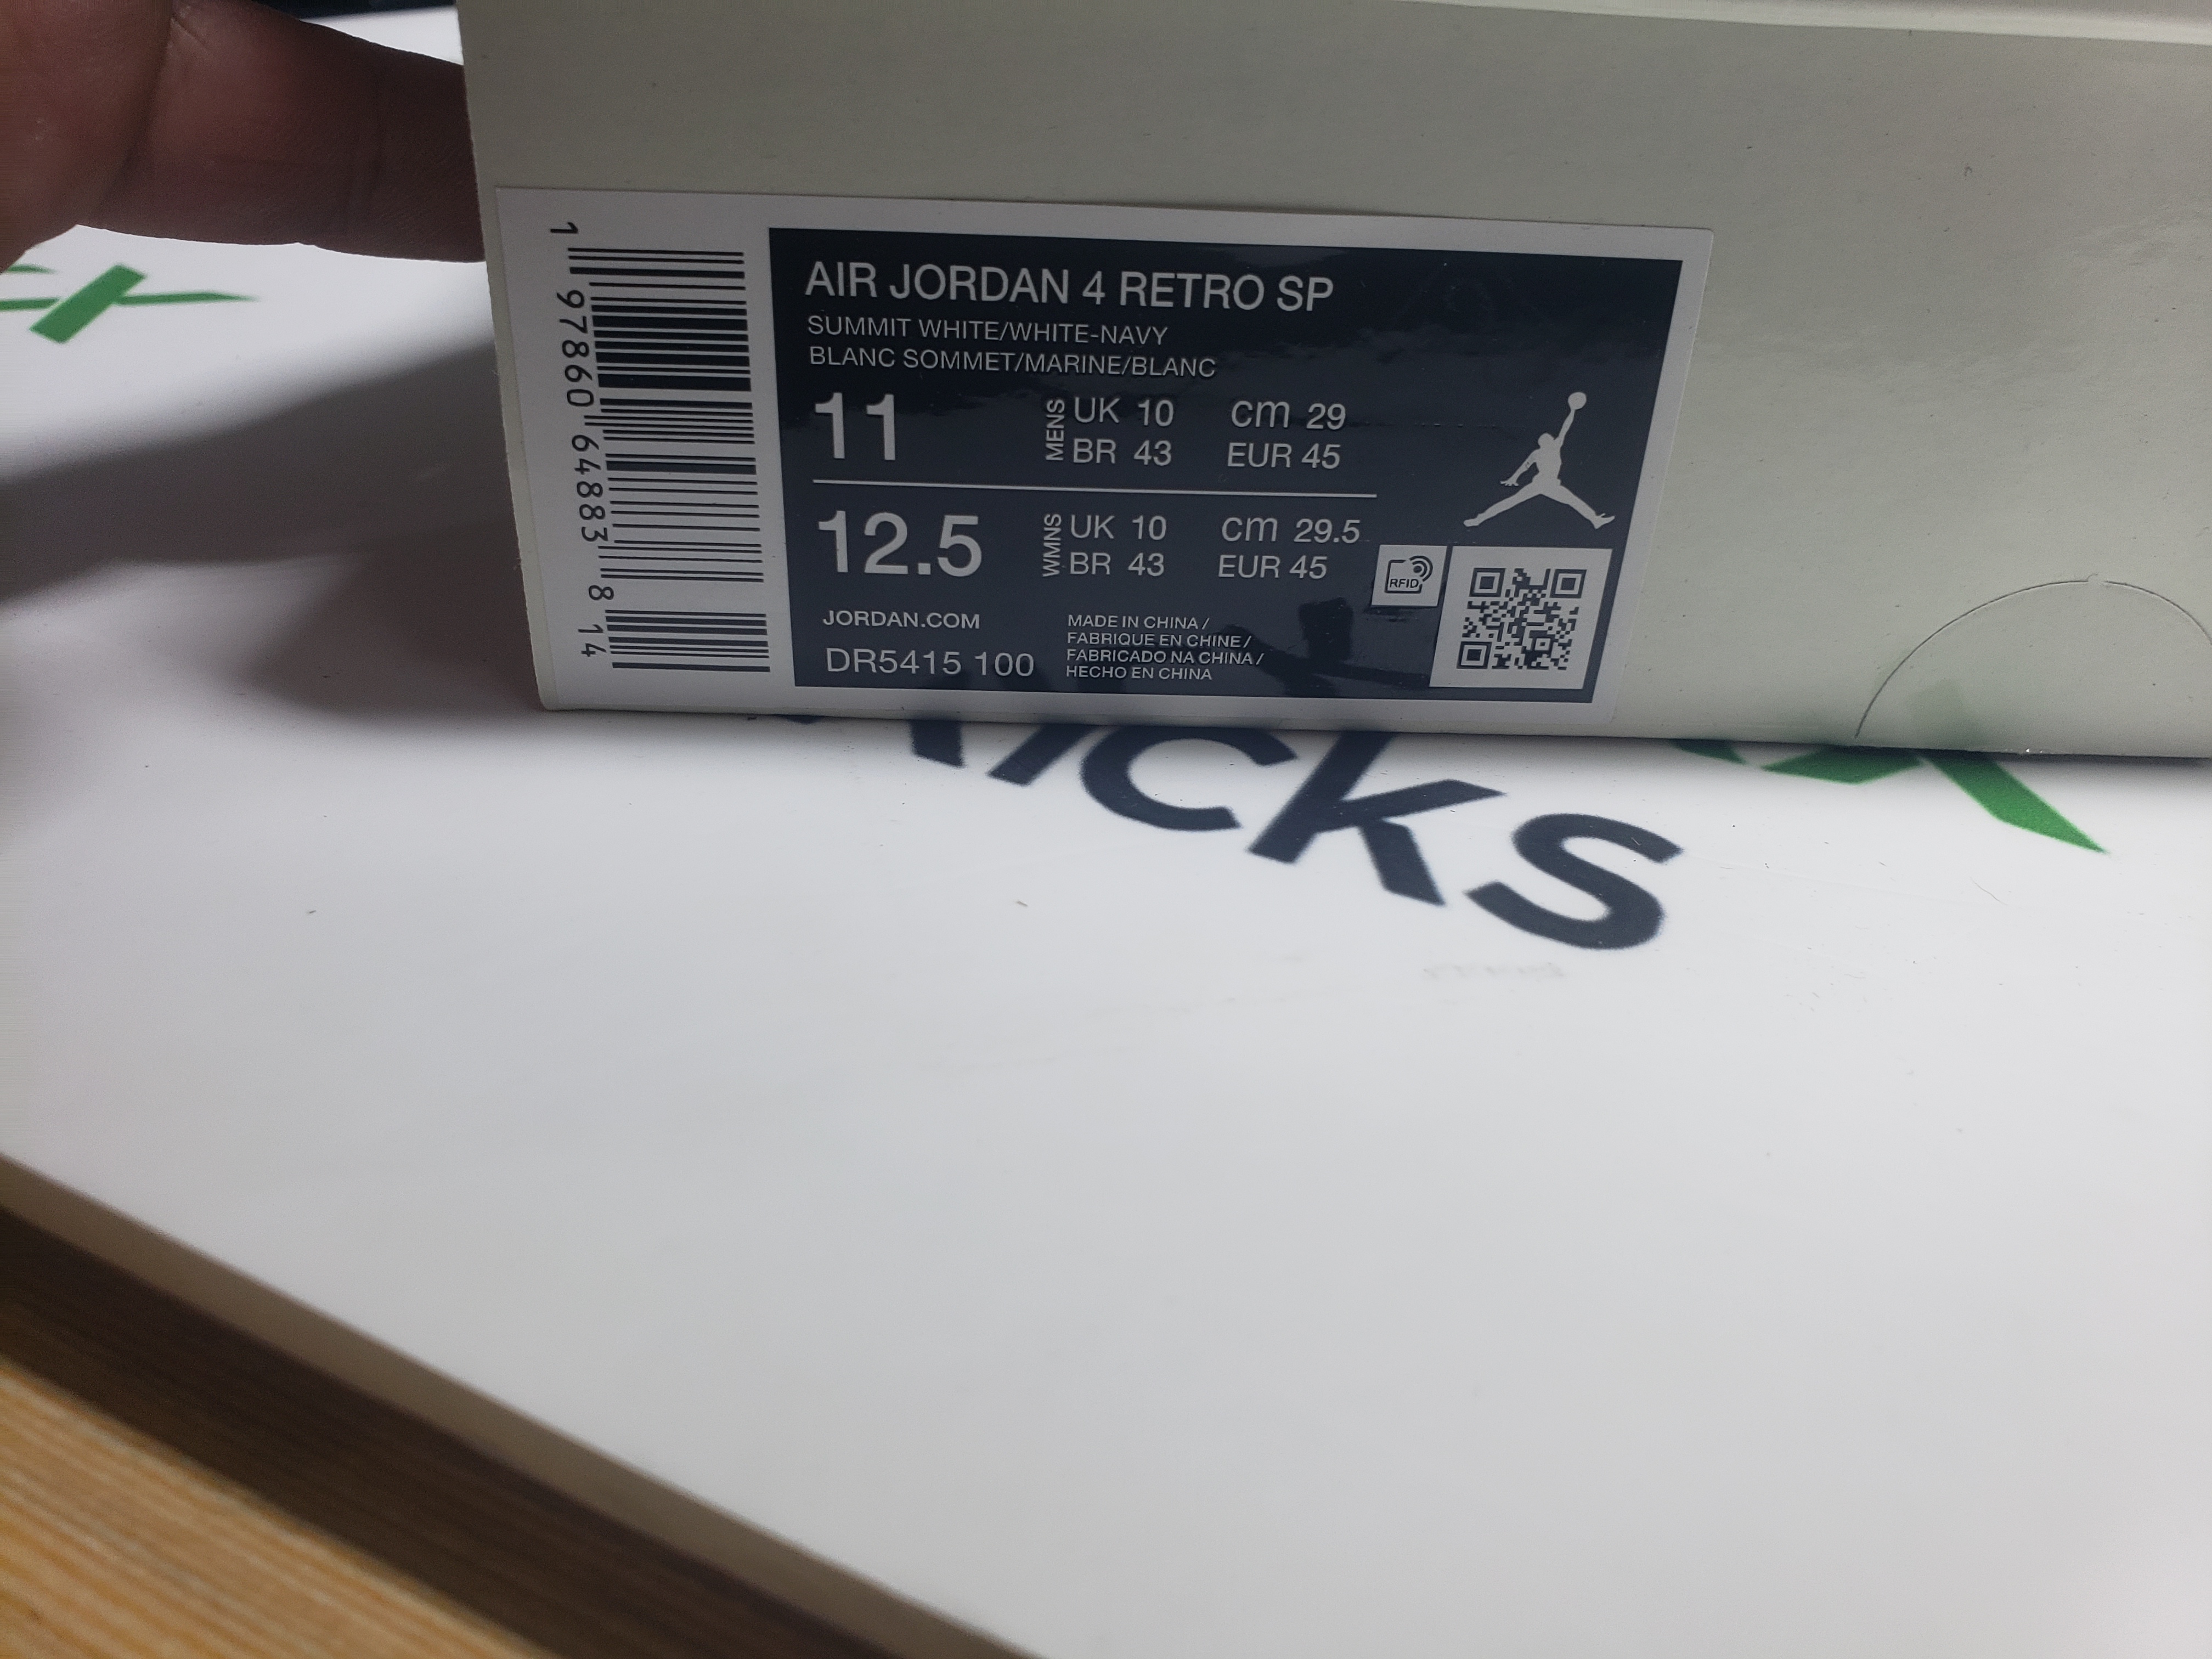 1 97860 64883 8 14
AIR JORDAN 4 RETRO SP
SUMMIT WHITE/WHITE-NAVY
BLANC SOMMET/MARINE/BLANC
11 MENS UK 10 cm 29
BR 43 EUR 45
12.5 WMNS UK 10 cm 29.5
BR 43 EUR 45
RFID
JORDAN.COM
DR5415 100
MADE IN CHINA /
FABRIQUE EN CHINE /
FABRICADO NA CHINA /
HECHO EN CHINA
KICKS